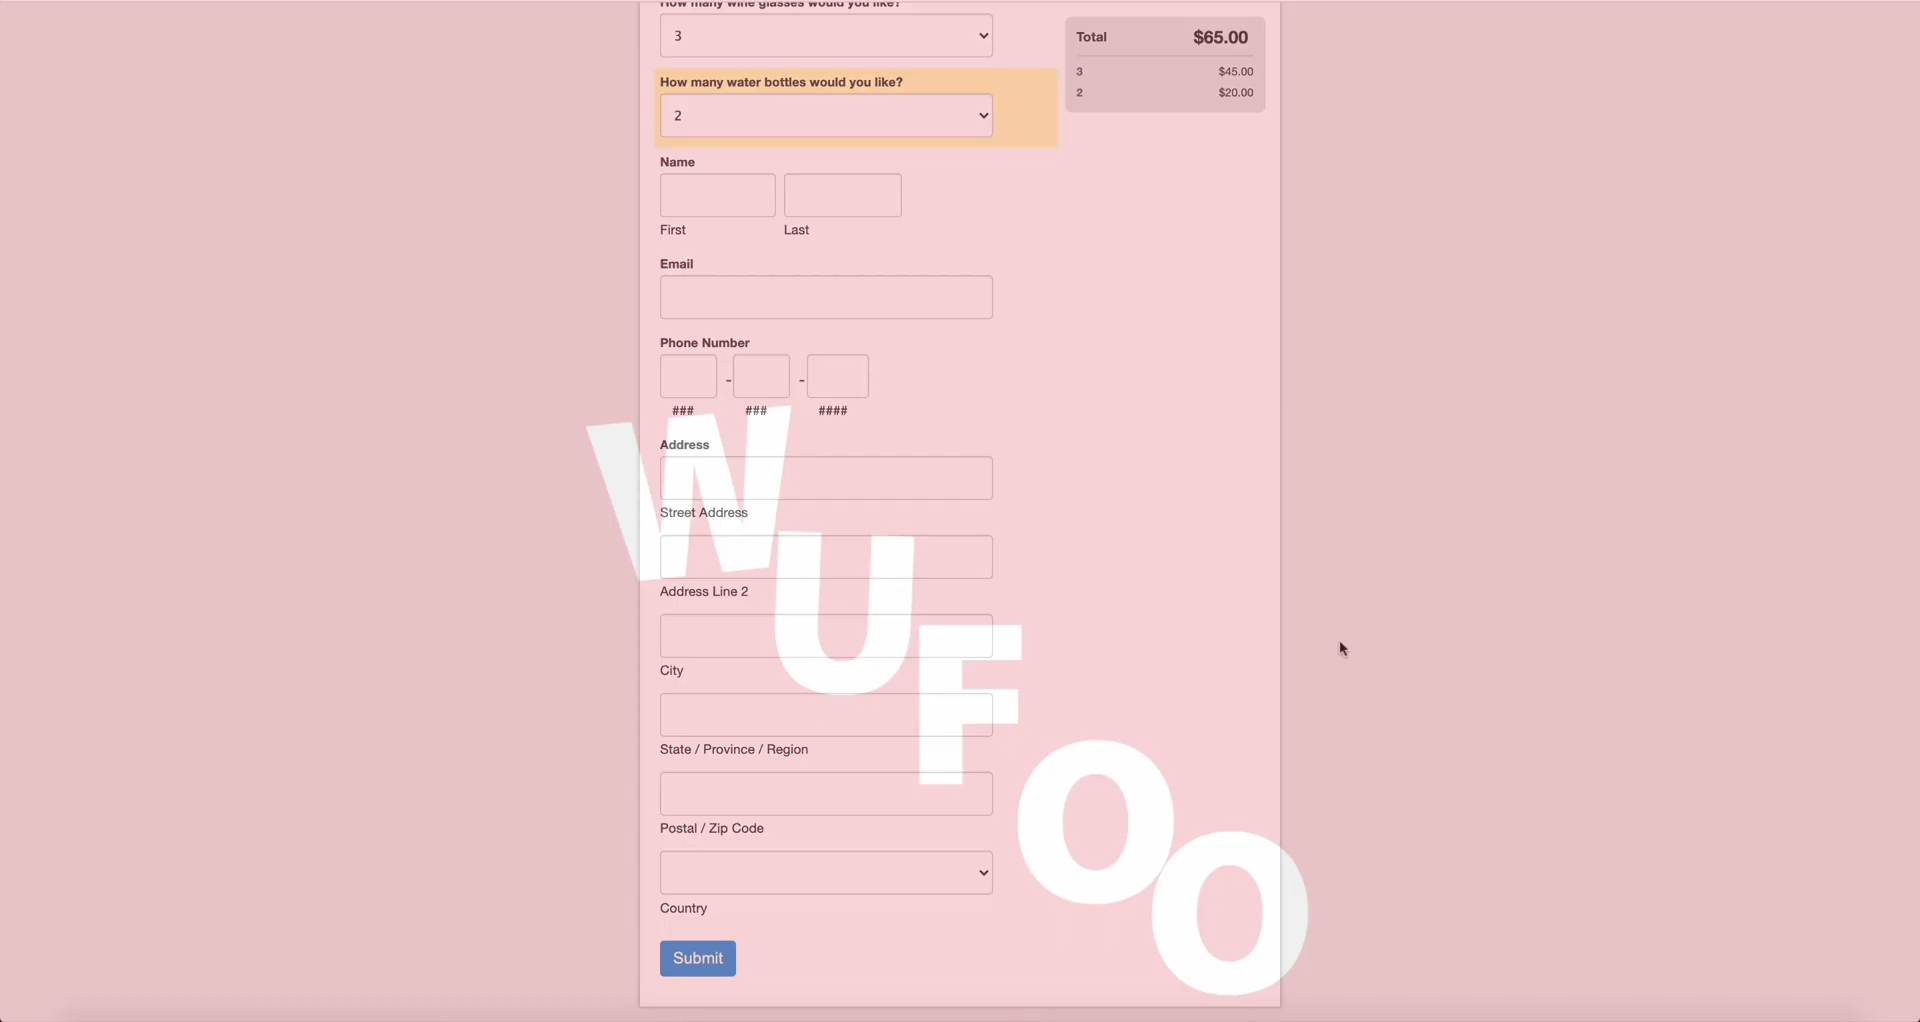 How many wine glasses would you like?
3
How many water bottles would you like?
2
Total $65.00
3 $45.00
2 $20.00
Name
First Last
Email
Phone Number
- -
### ### ####
Address
Street Address
Address Line 2
City
State / Province / Region
Postal / Zip Code
Country
Submit
WUFOO